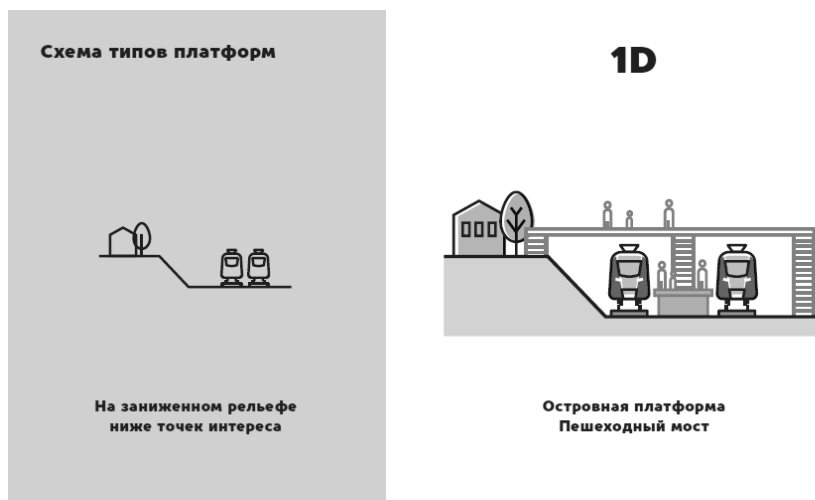 Схема типов платформ
1D
На заниженном рельефе
ниже точек интереса
Островная платформа
Пешеходный мост